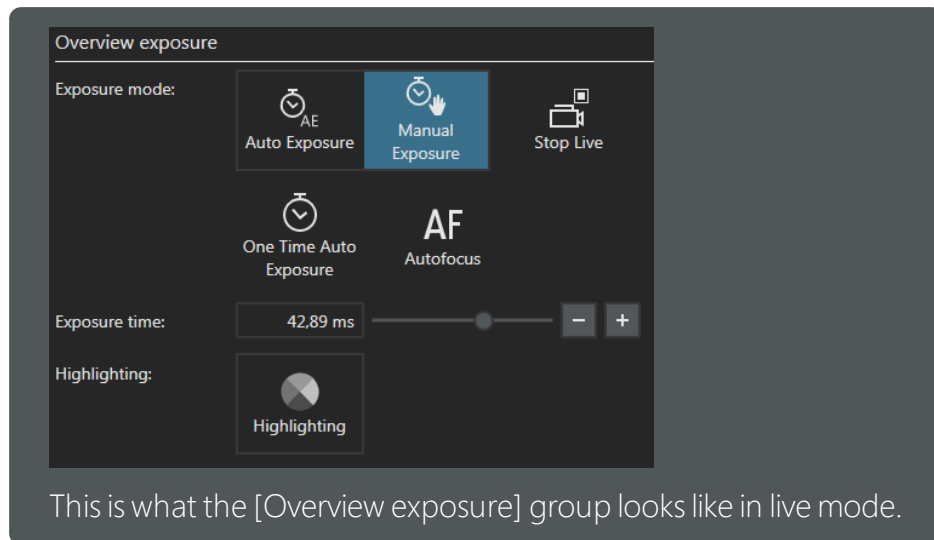 Overview exposure
Exposure mode:
AE
Auto Exposure
Manual
Exposure
Stop Live
One Time Auto
Exposure
AF
Autofocus
Exposure time:
42,89 ms
− +
Highlighting:
Highlighting
This is what the [Overview exposure] group looks like in live mode.